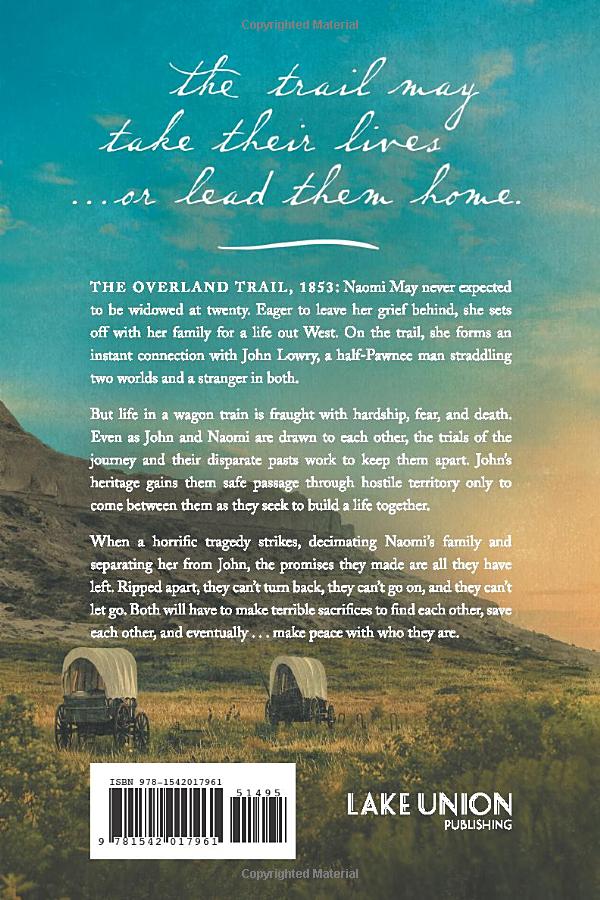 Copyrighted Material
the trail may
take their lives
...or lead them home.
THE OVERLAND TRAIL, 1853: Naomi May never expected
to be widowed at twenty. Eager to leave her grief behind, she sets
off with her family for a life out West. On the trail, she forms an
instant connection with John Lowry, a half-Pawnee man straddling
two worlds and a stranger in both.
But life in a wagon train is fraught with hardship, fear, and death.
Even as John and Naomi are drawn to each other, the trials of the
journey and their disparate pasts work to keep them apart. John's
heritage gains them safe passage through hostile territory only to
come between them as they seek to build a life together.
When a horrific tragedy strikes, decimating Naomi's family and
separating her from John, the promises they made are all they have
left. Ripped apart, they can't turn back, they can't go on, and they can't
let go. Both will have to make terrible sacrifices to find each other, save
each other, and eventually . . . make peace with who they are.
ISBN 978-1542017961
51495
9 781542 017961
LAKE UNION
PUBLISHING
Copyrighted Material